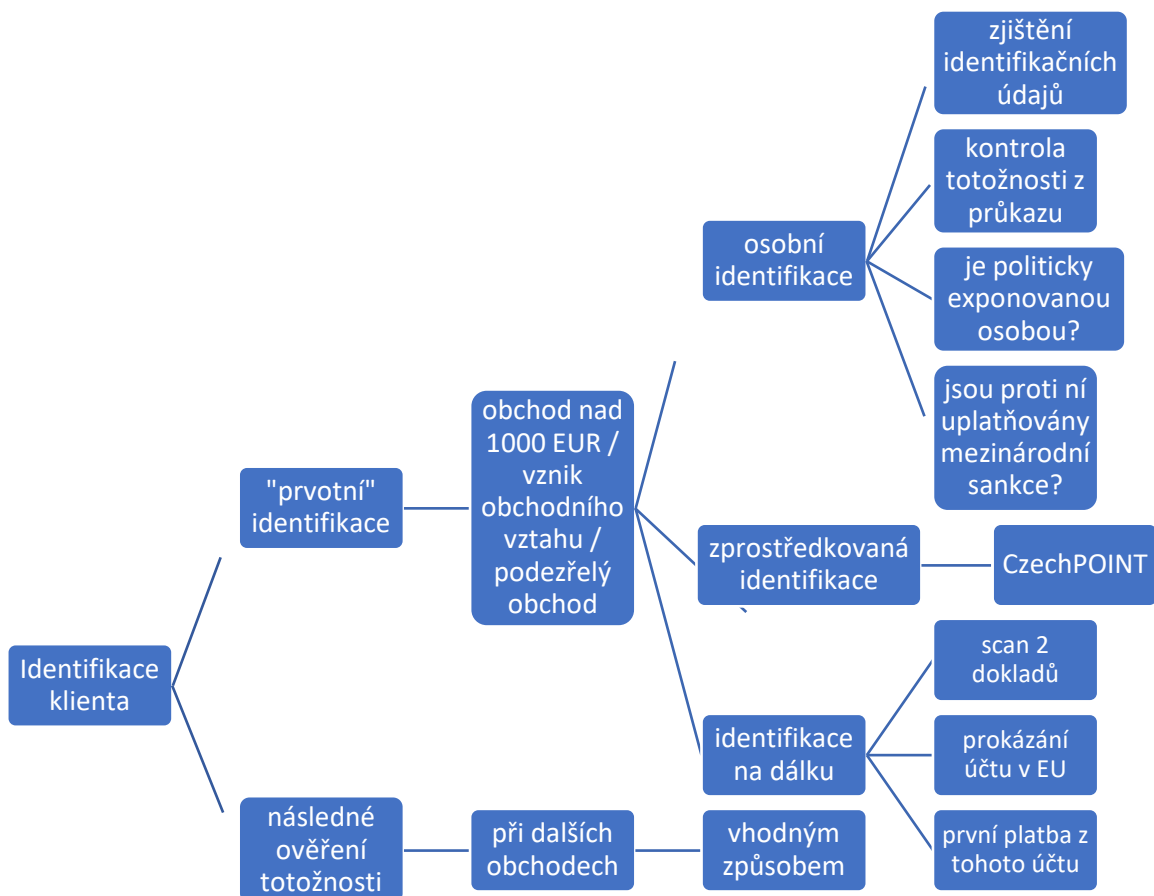 Identifikace
klienta
"prvotní"
identifikace
obchod nad
1000 EUR /
vznik
obchodního
vztahu /
podezřelý
obchod
osobní
identifikace
zjištění
identifikačních
údajů
kontrola
totožnosti z
průkazu
je politicky
exponovanou
osobou?
jsou proti ní
uplatňovány
mezinárodní
sankce?
zprostředkovaná
identifikace
CzechPOINT
identifikace
na dálku
scan 2
dokladů
prokázání
účtu v EU
první platba z
tohoto účtu
následné
ověření
totožnosti
při dalších
obchodech
vhodným
způsobem